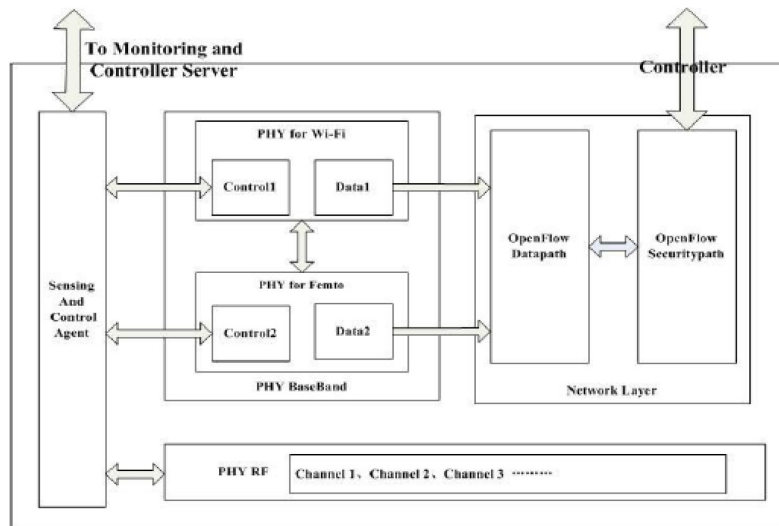 To Monitoring and
Controller Server
Controller
PHY for Wi-Fi
Control1
Data1
OpenFlow
Datapath
OpenFlow
Securitypath
Sensing
And
Control
Agent
PHY for Femto
Control2
Data2
PHY BaseBand
Network Layer
PHY RF
Channel 1、Channel 2、Channel 3 ………